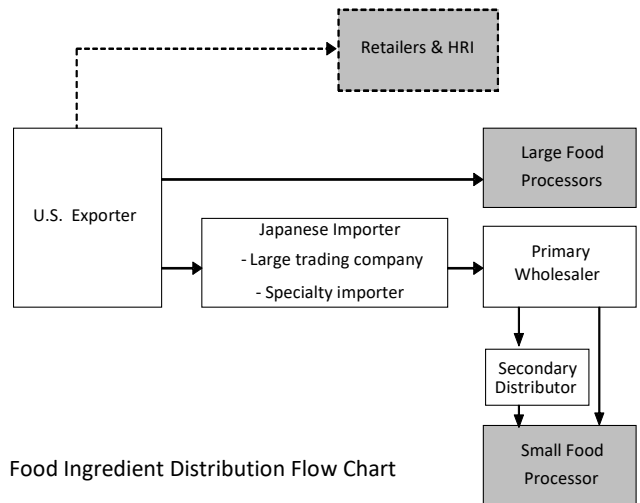 Retailers & HRI
Large Food
Processors
U.S. Exporter
Japanese Importer
- Large trading company
- Specialty importer
Primary
Wholesaler
Secondary
Distributor
Small Food
Processor
Food Ingredient Distribution Flow Chart